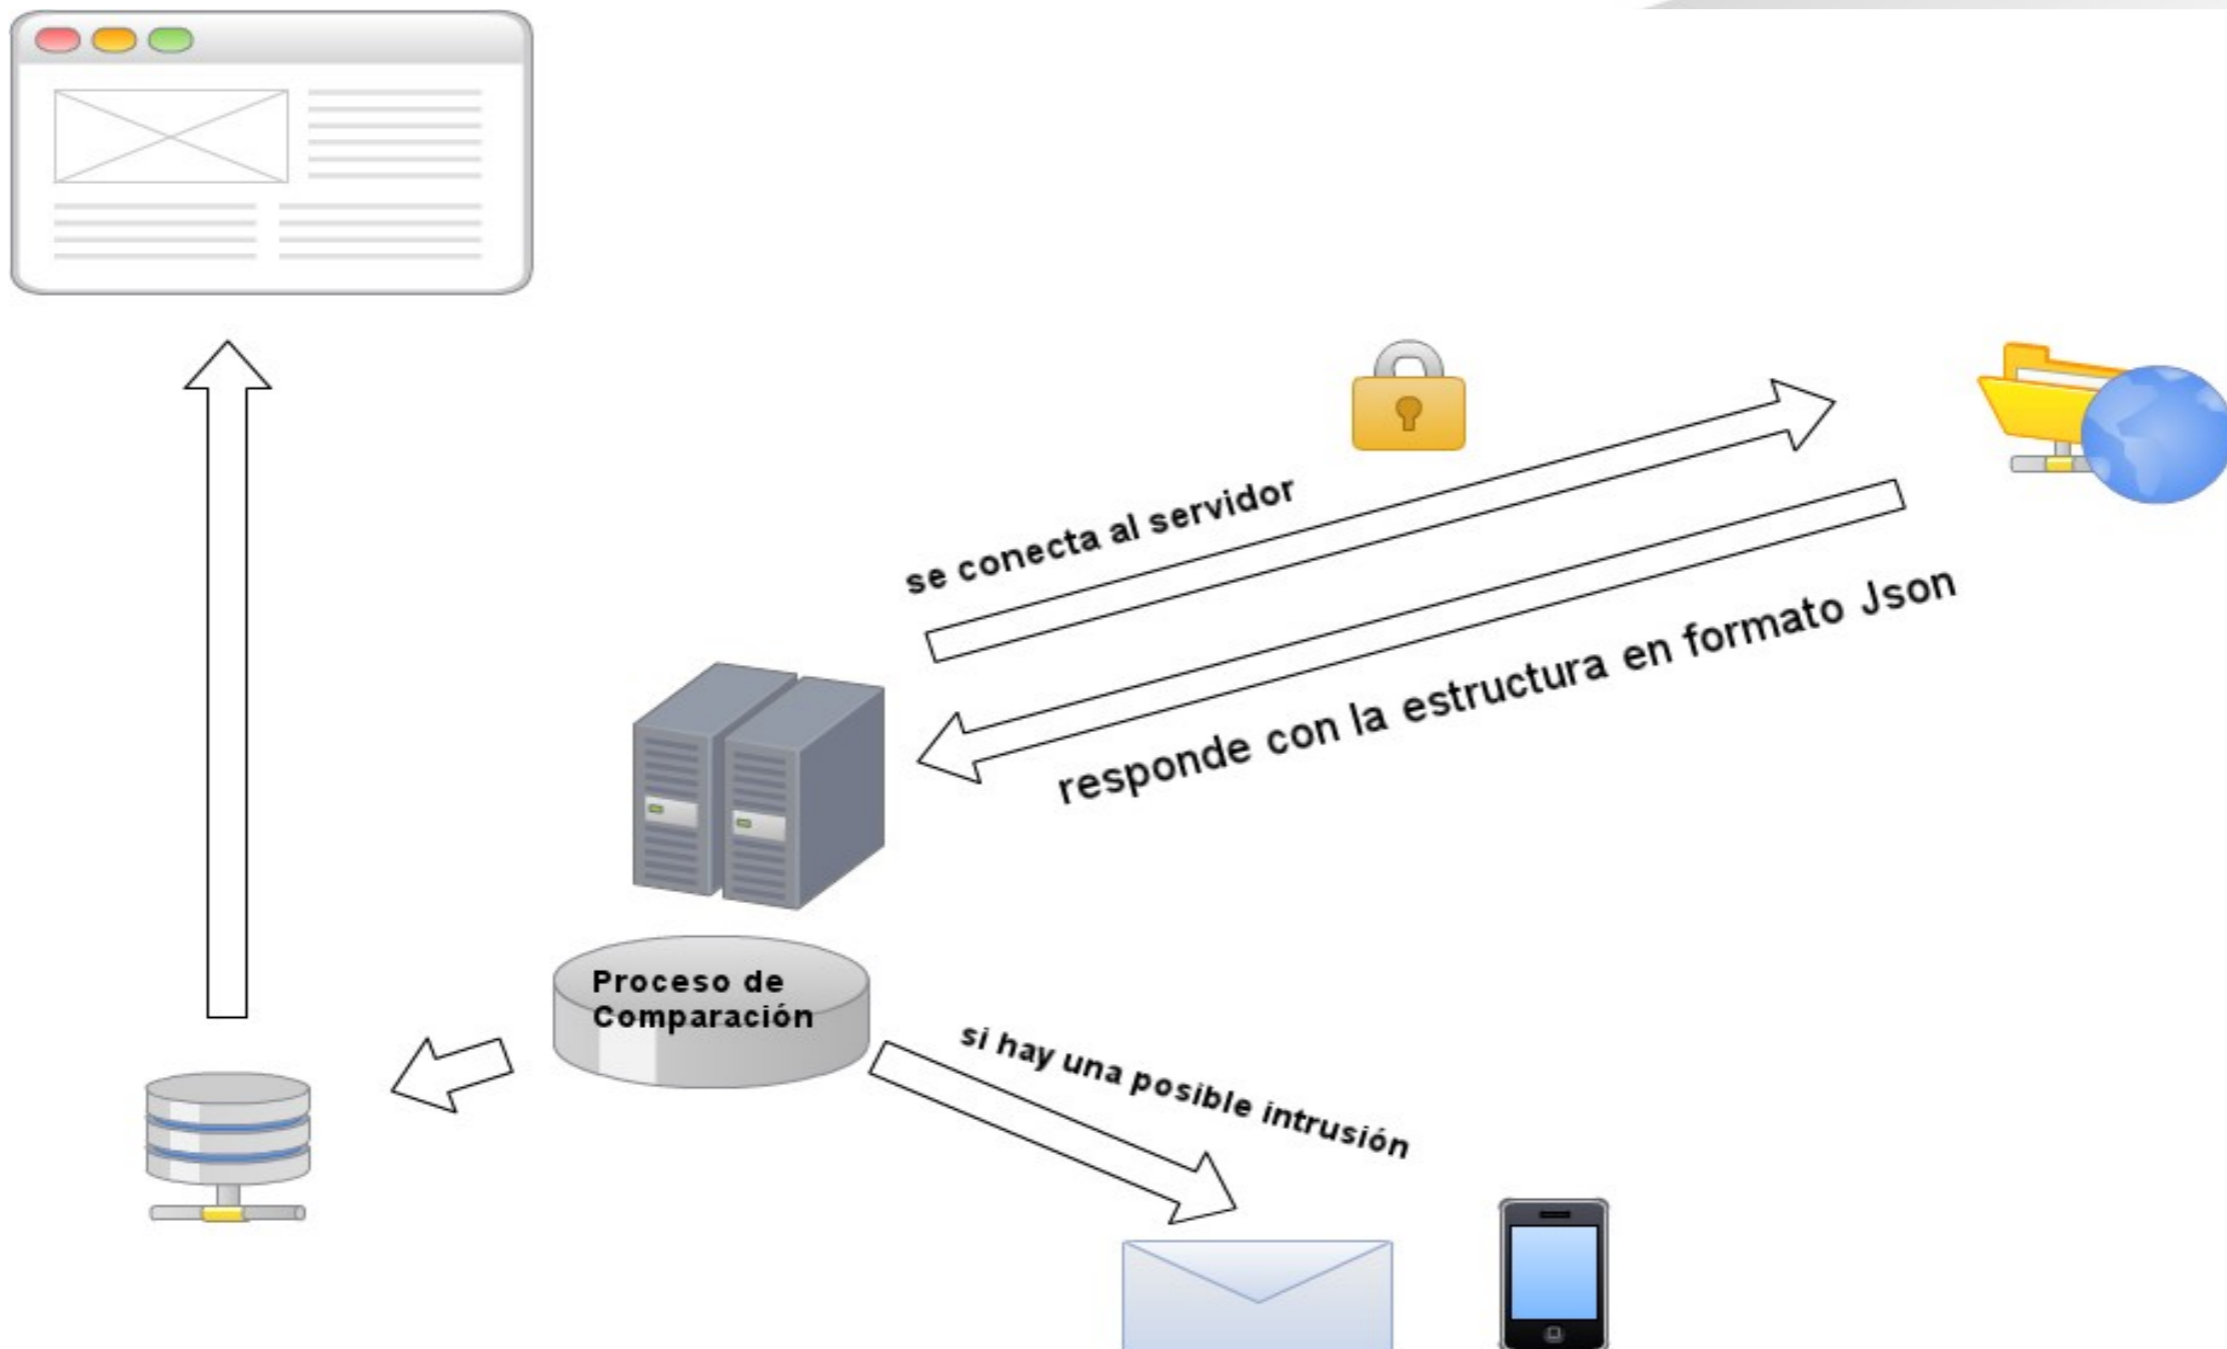 se conecta al servidor
responde con la estructura en formato Json
Proceso de
Comparación
si hay una posible intrusión